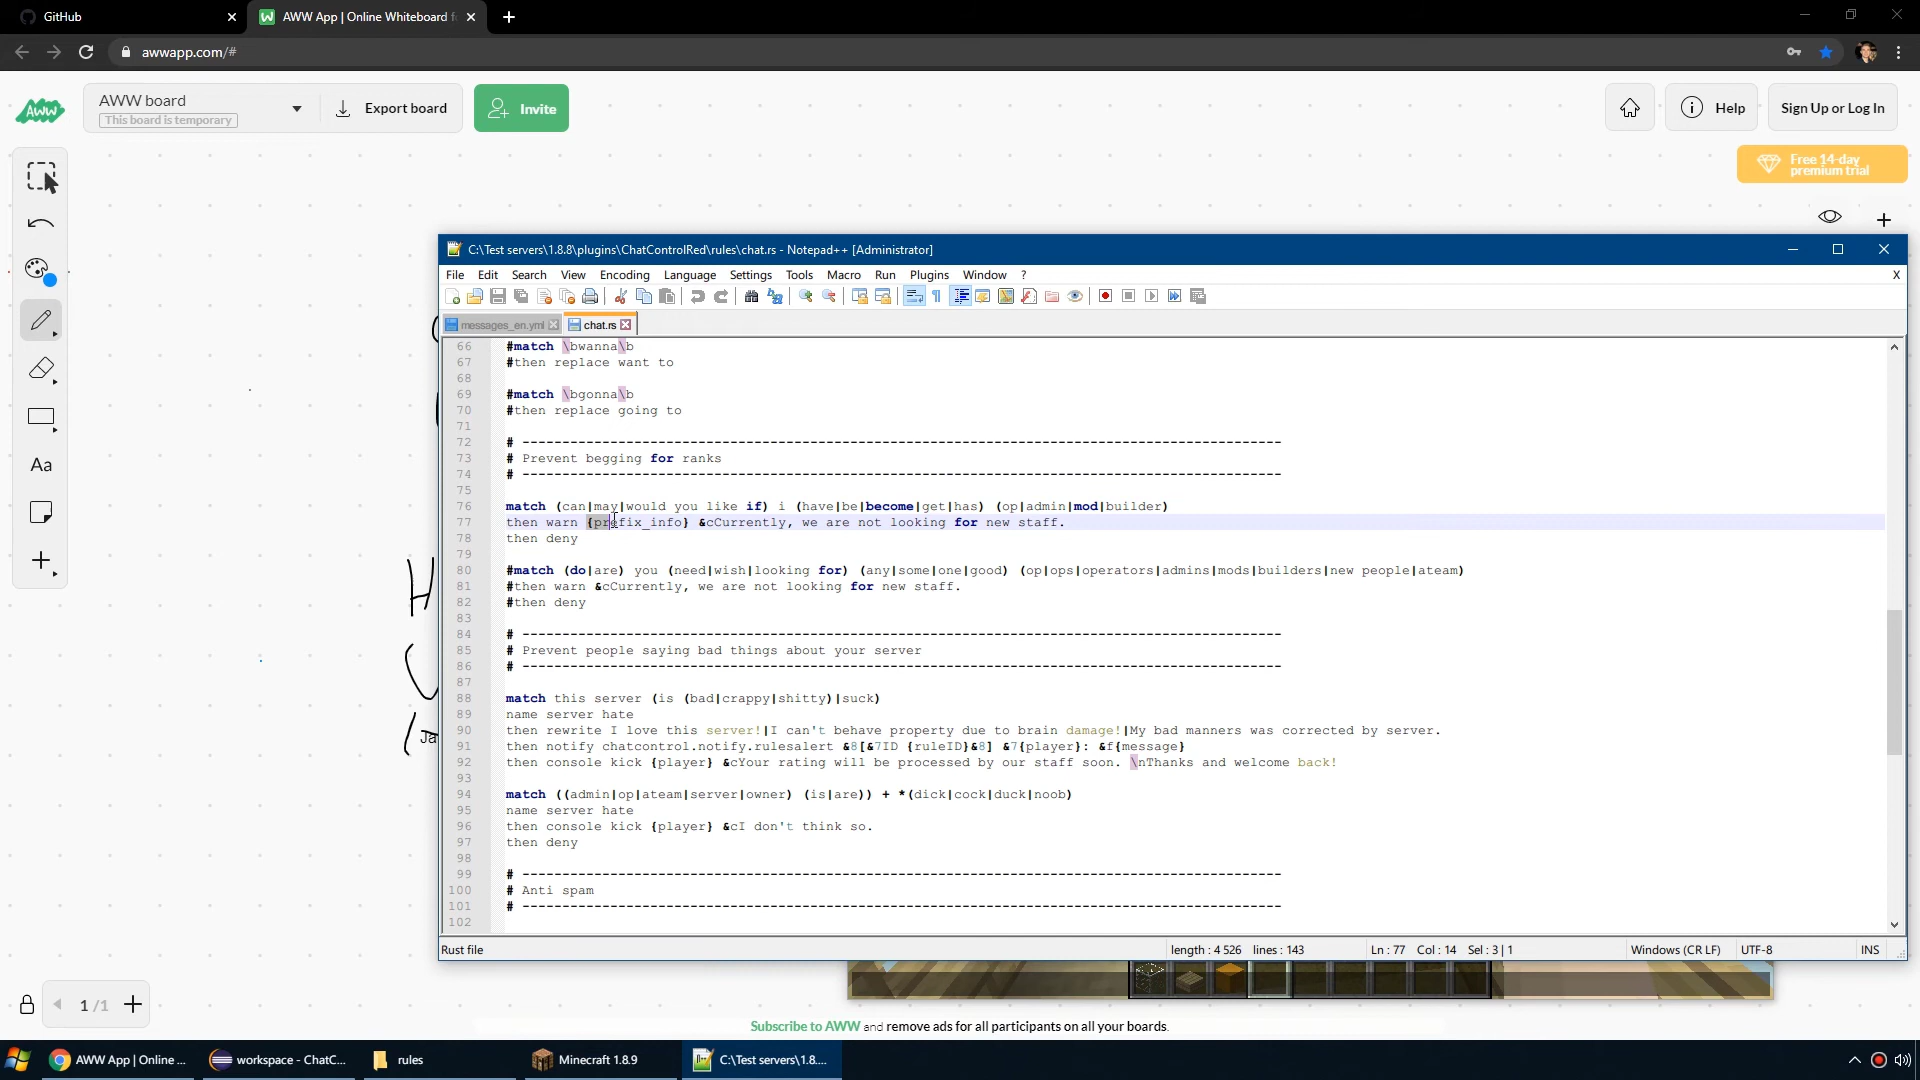 GitHub
AWW App | Online Whiteboard f
awwapp.com/#
AWW
AWW board
This board is temporary
Export board
Invite
Help
Sign Up or Log In
Free 14-day
premium trial
Aa
H
Ja
C:\Test servers\1.8.8\plugins\ChatControlRed\rules\chat.rs - Notepad++ [Administrator]
File Edit Search View Encoding Language Settings Tools Macro Run Plugins Window ? X
messages_en.yml chat.rs
66 #match \bwanna\b
67 #then replace want to
68
69 #match \bgonna\b
70 #then replace going to
71
72 # -----------------------------------------------------------------------------------------------
73 # Prevent begging for ranks
74 # -----------------------------------------------------------------------------------------------
75
76 match (can|may|would you like if) i (have|be|become|get|has) (op|admin|mod|builder)
77 then warn {prefix_info} &cCurrently, we are not looking for new staff.
78 then deny
79
80 #match (do|are) you (need|wish|looking for) (any|some|one|good) (op|ops|operators|admins|mods|builders|new people|ateam)
81 #then warn &cCurrently, we are not looking for new staff.
82 #then deny
83
84 # -----------------------------------------------------------------------------------------------
85 # Prevent people saying bad things about your server
86 # -----------------------------------------------------------------------------------------------
87
88 match this server (is (bad|crappy|shitty)|suck)
89 name server hate
90 then rewrite I love this server!|I can't behave property due to brain damage!|My bad manners was corrected by server.
91 then notify chatcontrol.notify.rulesalert &8[&7ID {ruleID}&8] &7{player}: &f{message}
92 then console kick {player} &cYour rating will be processed by our staff soon. \nThanks and welcome back!
93
94 match ((admin|op|ateam|server|owner) (is|are)) + *(dick|cock|duck|noob)
95 name server hate
96 then console kick {player} &cI don't think so.
97 then deny
98
99 # -----------------------------------------------------------------------------------------------
100 # Anti spam
101 # -----------------------------------------------------------------------------------------------
102
Rust file length : 4 526 lines : 143 Ln : 77 Col : 14 Sel : 3 | 1 Windows (CR LF) UTF-8 INS
1 /1
Subscribe to AWW and remove ads for all participants on all your boards.
AWW App | Online ... workspace - ChatC... rules Minecraft 1.8.9 C:\Test servers\1.8....